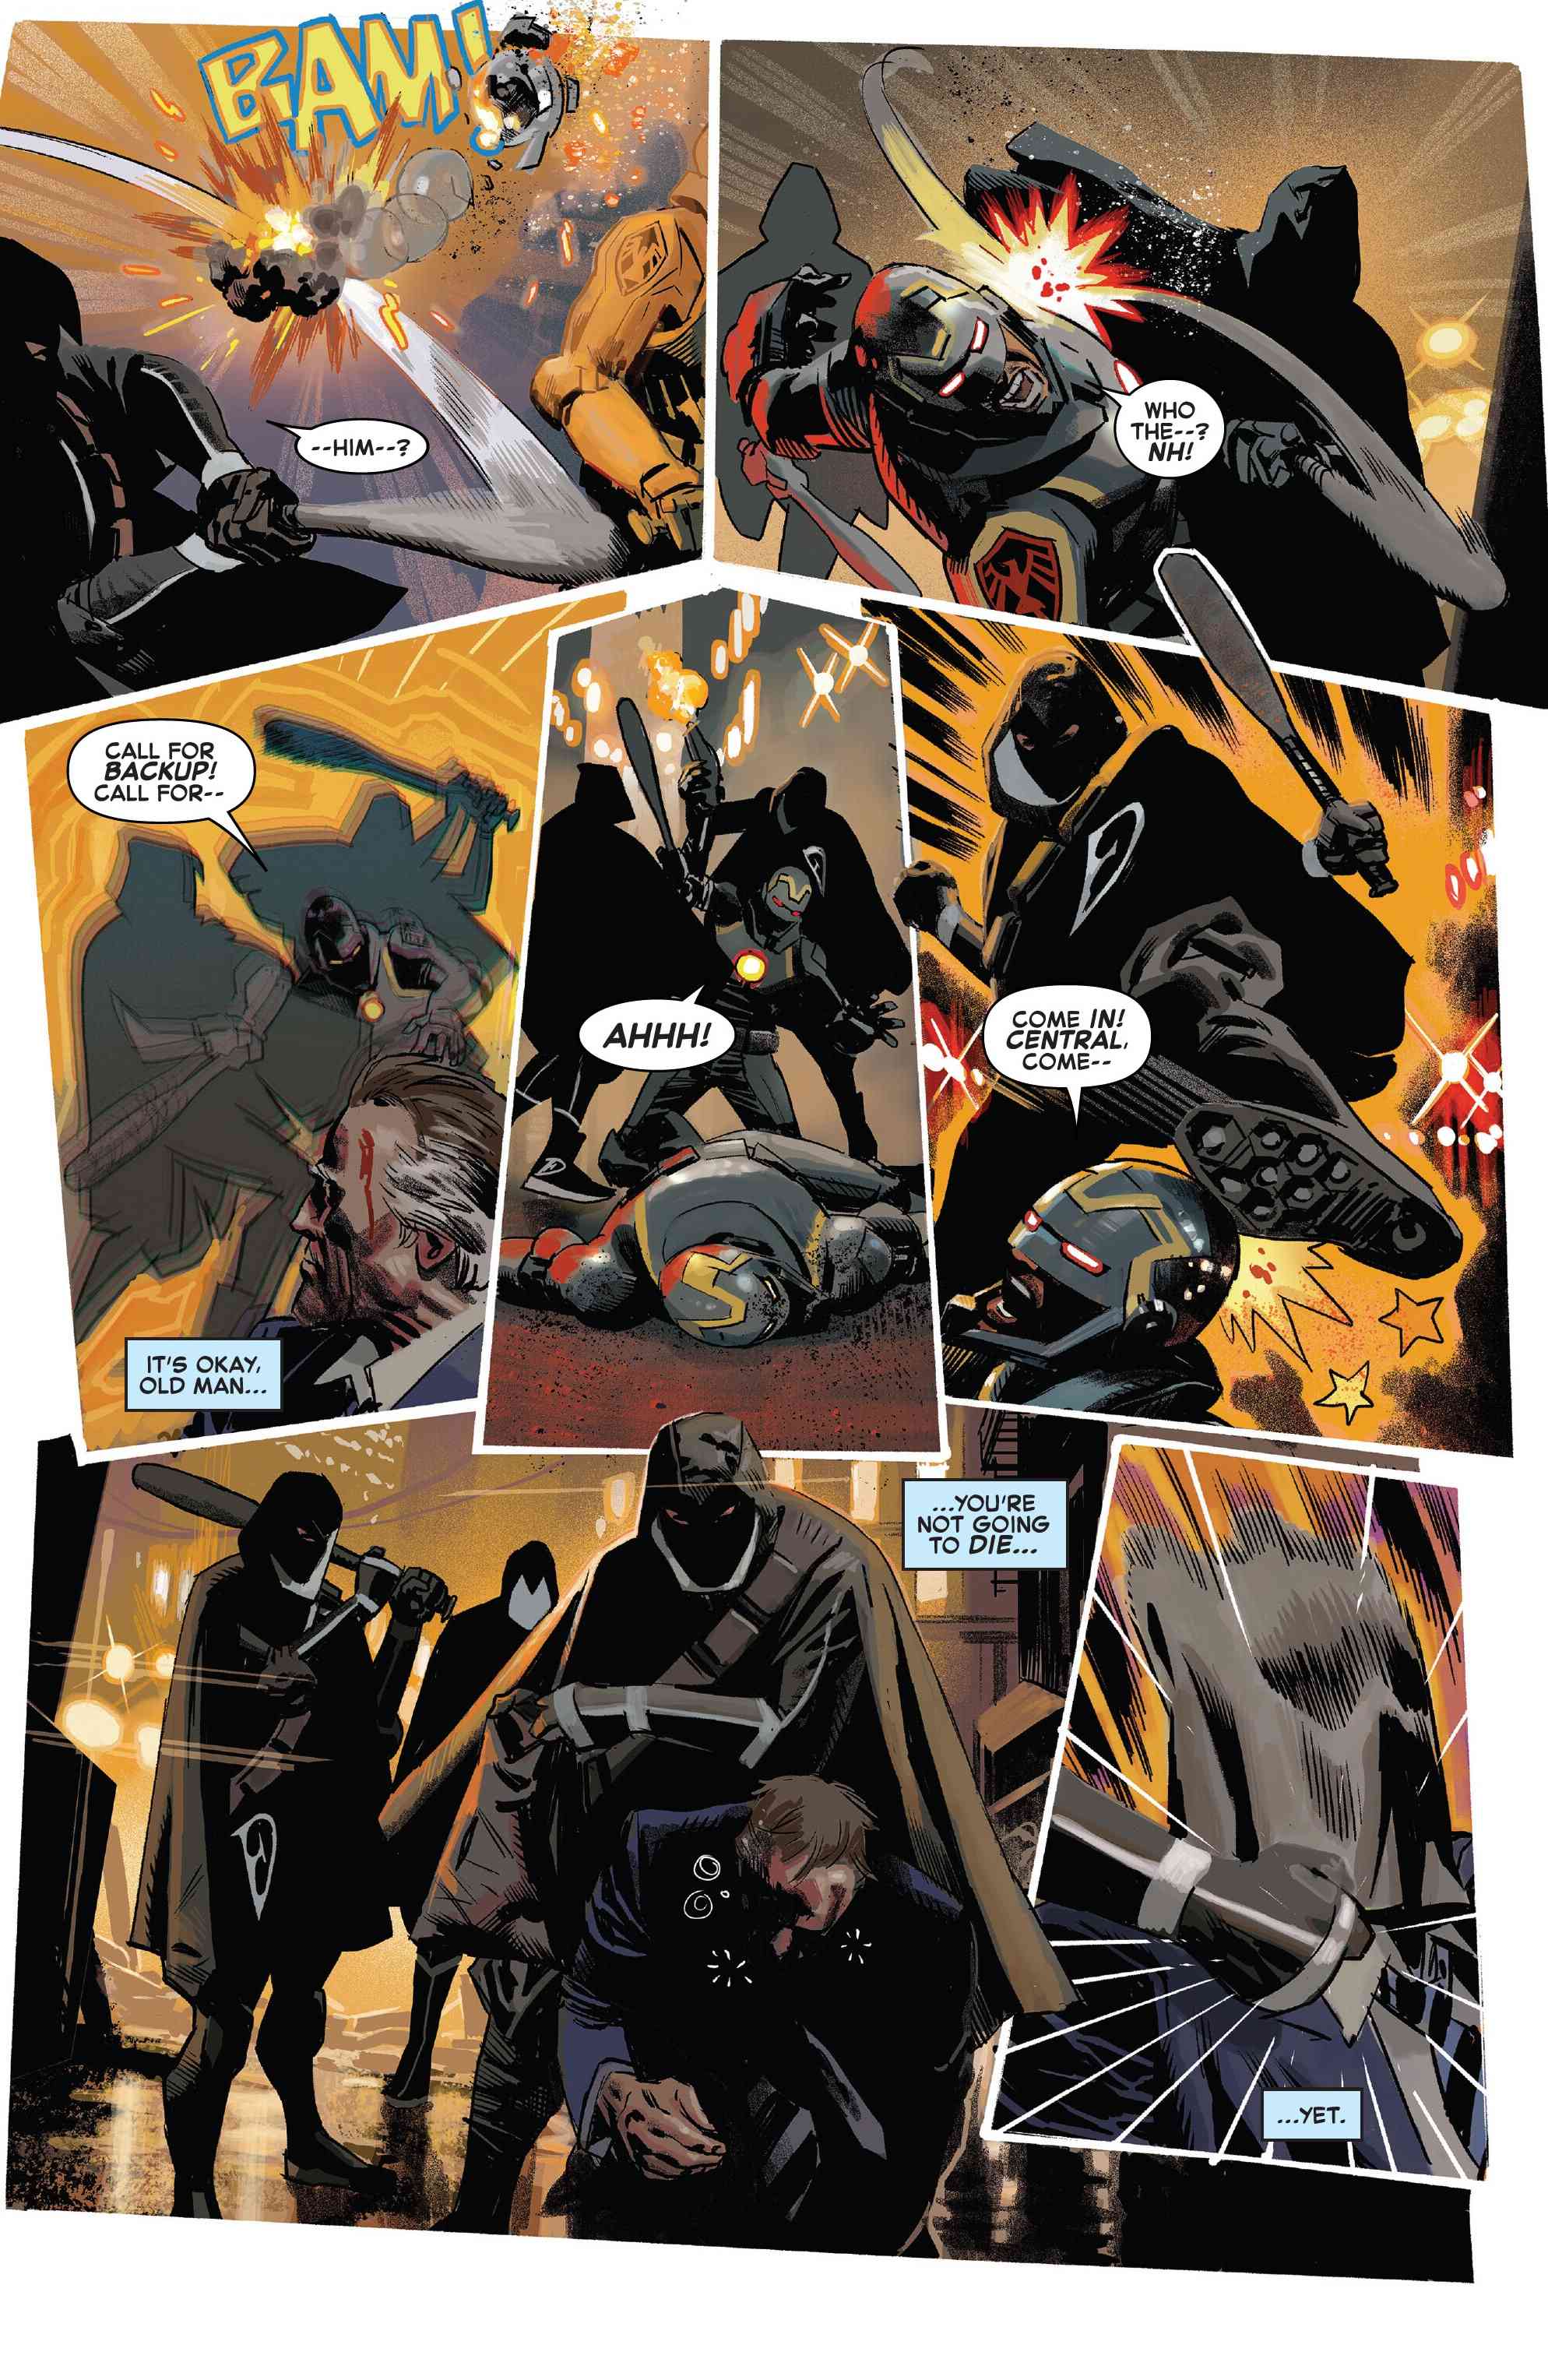 BAM!
--HIM--?
WHO
THE--?
NH!
CALL FOR
BACKUP!
CALL FOR--
IT'S OKAY,
OLD MAN...
AHHH!
COME IN!
CENTRAL,
COME--
...YOU'RE
NOT GOING
TO DIE...
...YET.